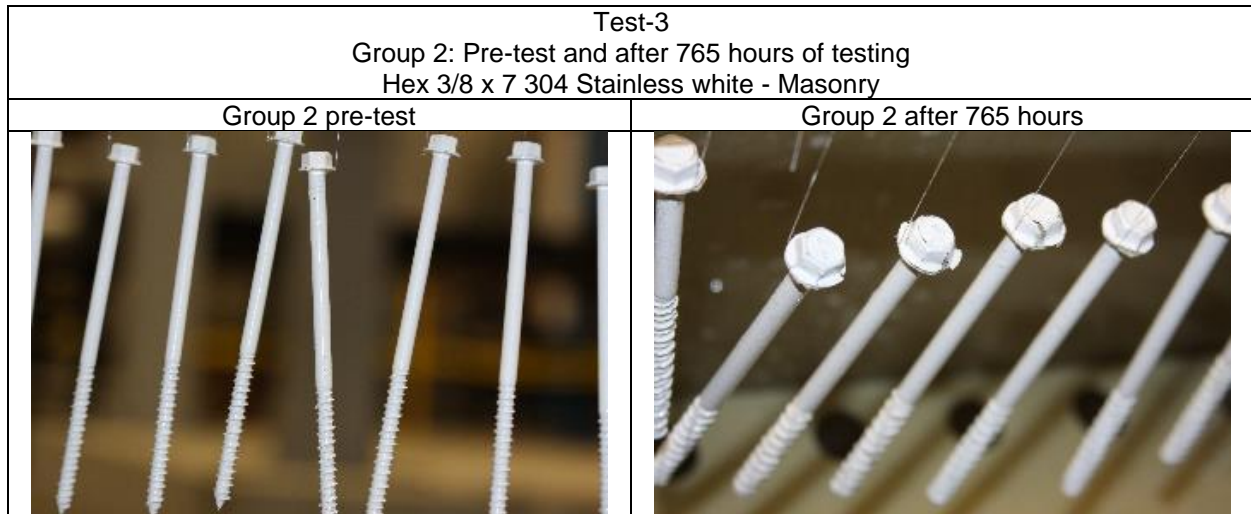 Test-3
Group 2: Pre-test and after 765 hours of testing
Hex 3/8 x 7 304 Stainless white - Masonry
Group 2 pre-test
Group 2 after 765 hours